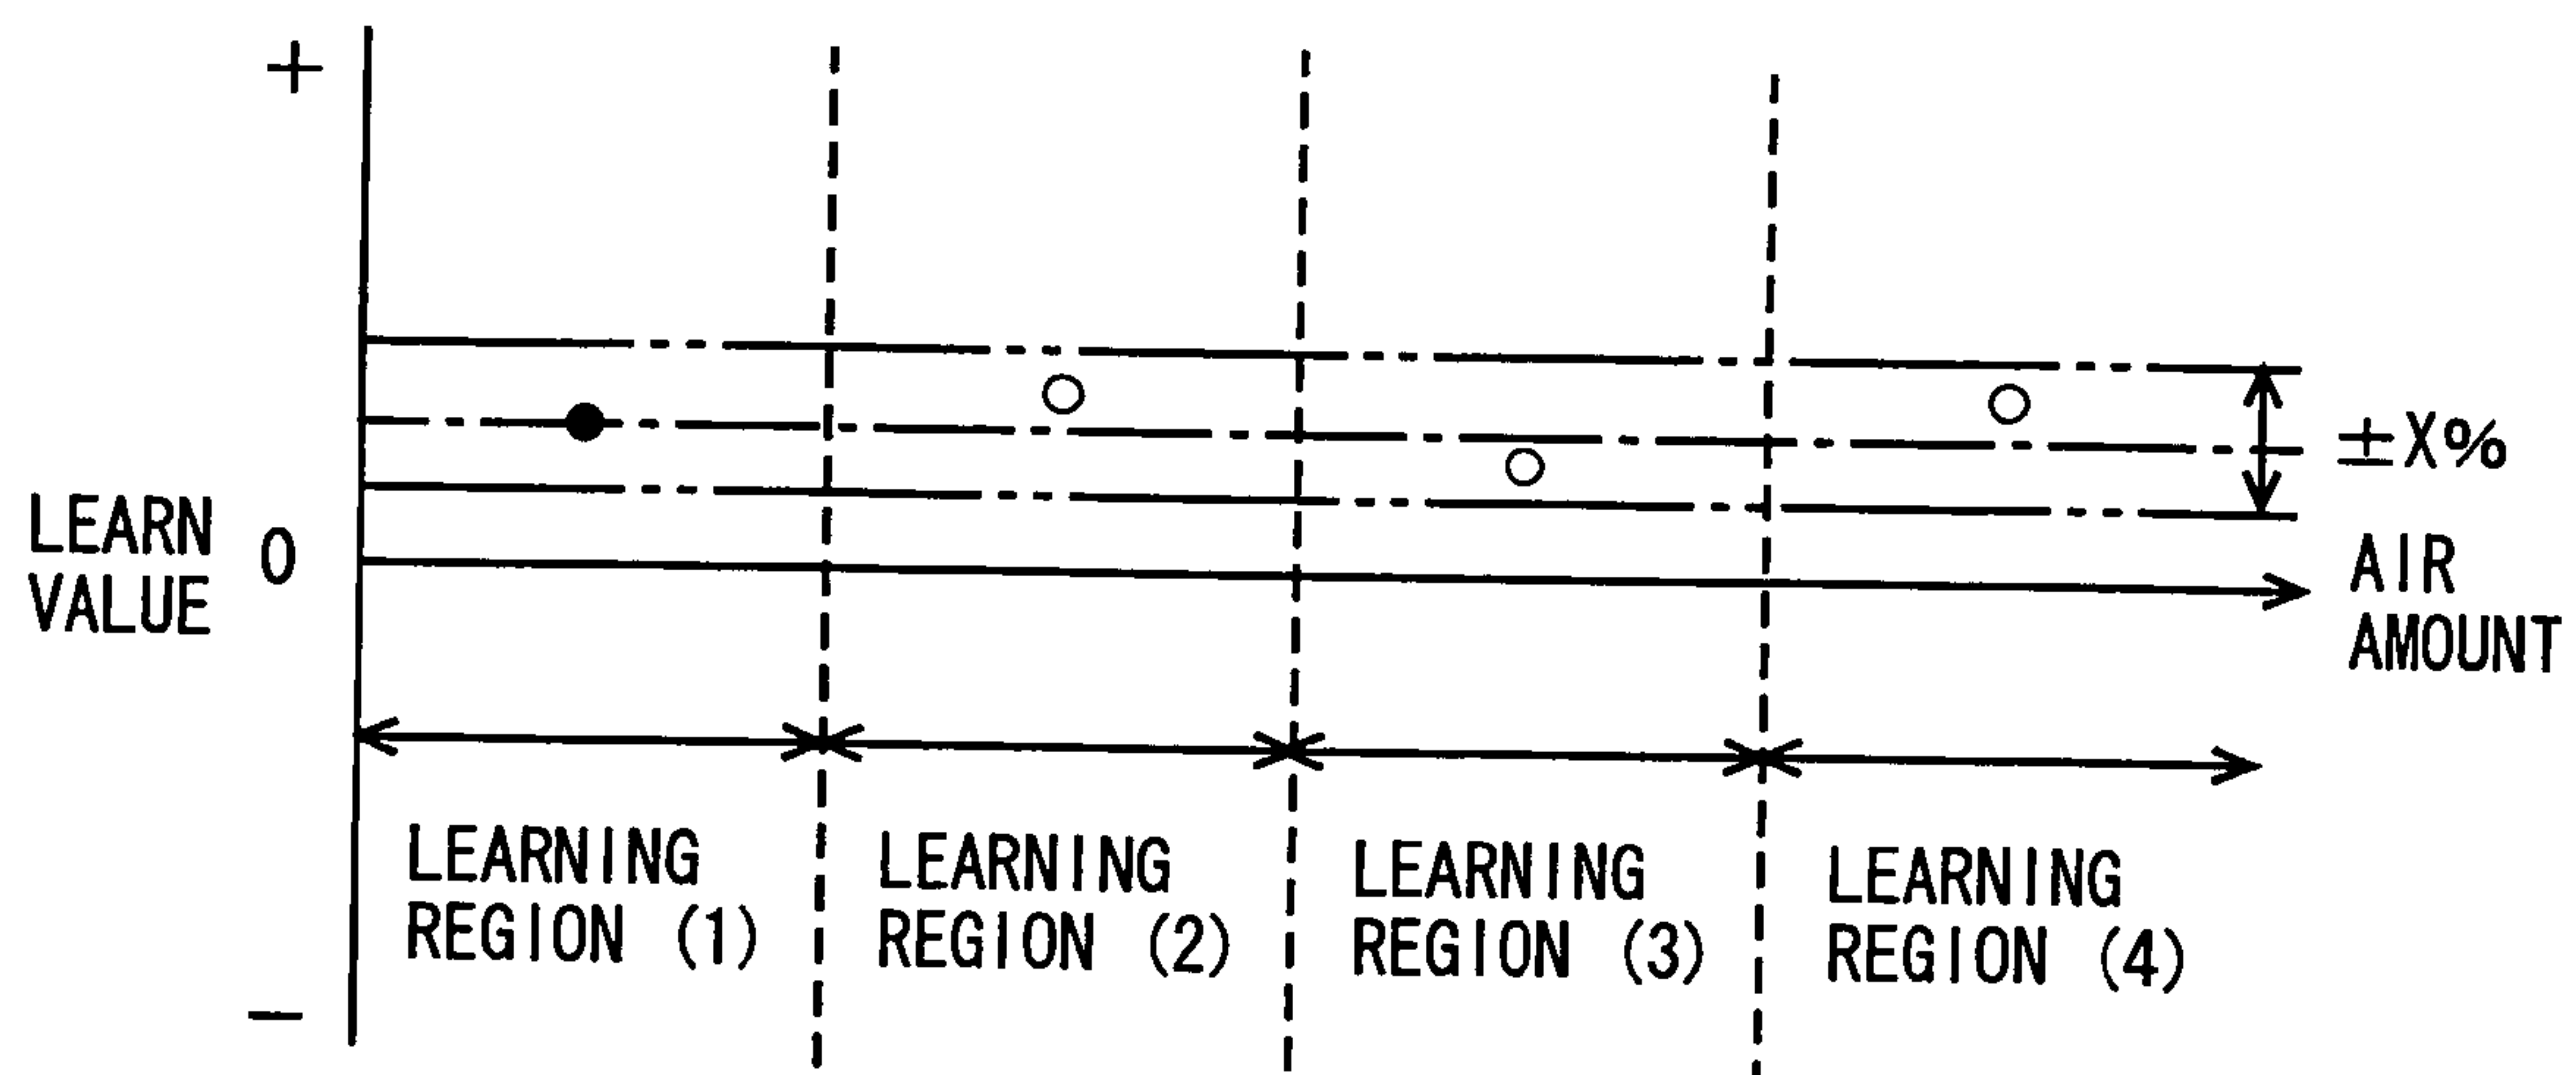 +
LEARN
VALUE
0
−
±X%
AIR
AMOUNT
LEARNING
REGION (1)
LEARNING
REGION (2)
LEARNING
REGION (3)
LEARNING
REGION (4)